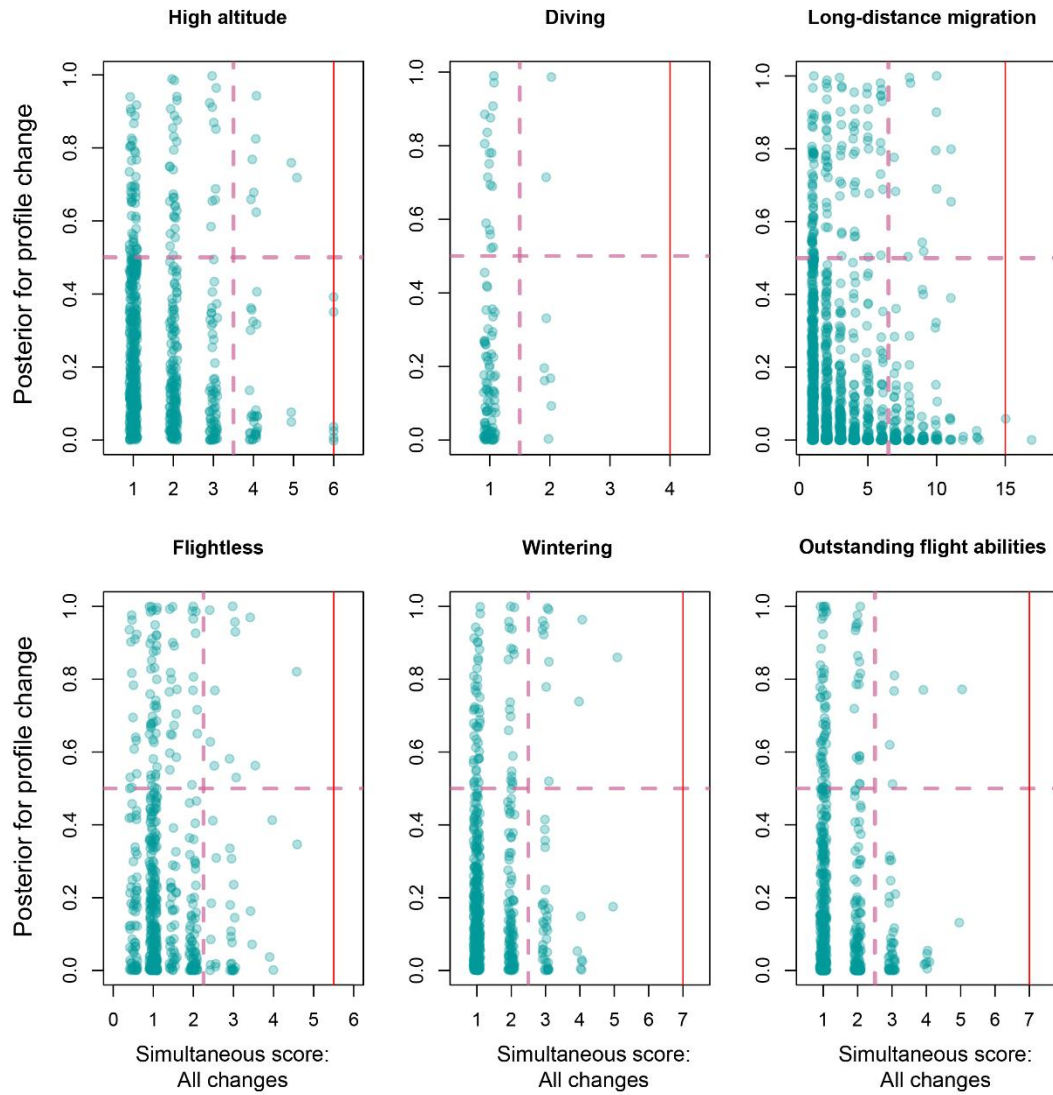 High altitude
Diving
Long-distance migration
Posterior for profile change
0.0 0.2 0.4 0.6 0.8 1.0
1 2 3 4 5 6
0.0 0.2 0.4 0.6 0.8 1.0
1 2 3 4
0.0 0.2 0.4 0.6 0.8 1.0
0 5 10 15
Flightless
Wintering
Outstanding flight abilities
Posterior for profile change
0.0 0.2 0.4 0.6 0.8 1.0
0 1 2 3 4 5 6
0.0 0.2 0.4 0.6 0.8 1.0
1 2 3 4 5 6 7
0.0 0.2 0.4 0.6 0.8 1.0
1 2 3 4 5 6 7
Simultaneous score:
All changes
Simultaneous score:
All changes
Simultaneous score:
All changes